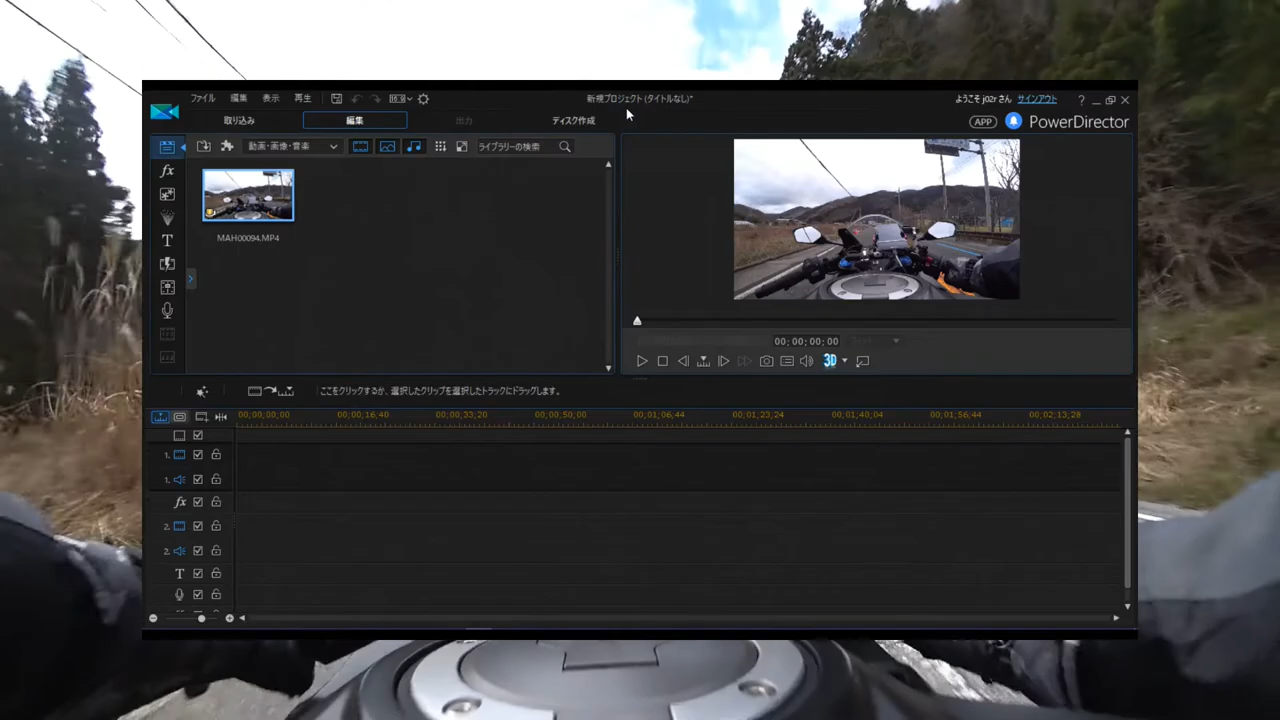 ファイル 編集 表示 再生 新規プロジェクト (タイトルなし)* ようこそ jo2r さん サインアウト ?
取り込み 編集 出力 ディスク作成 APP PowerDirector
動画・画像・音楽 ライブラリーの検索
fx
T
MAH00094.MP4
00;00;00;00
3D
ここをクリックするか、選択したクリップを選択したトラックにドラッグします。
00;00;00;00 00;00;16;40 00;00;33;20 00;00;50;00 00;01;06;44 00;01;23;24 00;01;40;04 00;01;56;44 00;02;13;28
1.
1.
fx
2.
2.
T